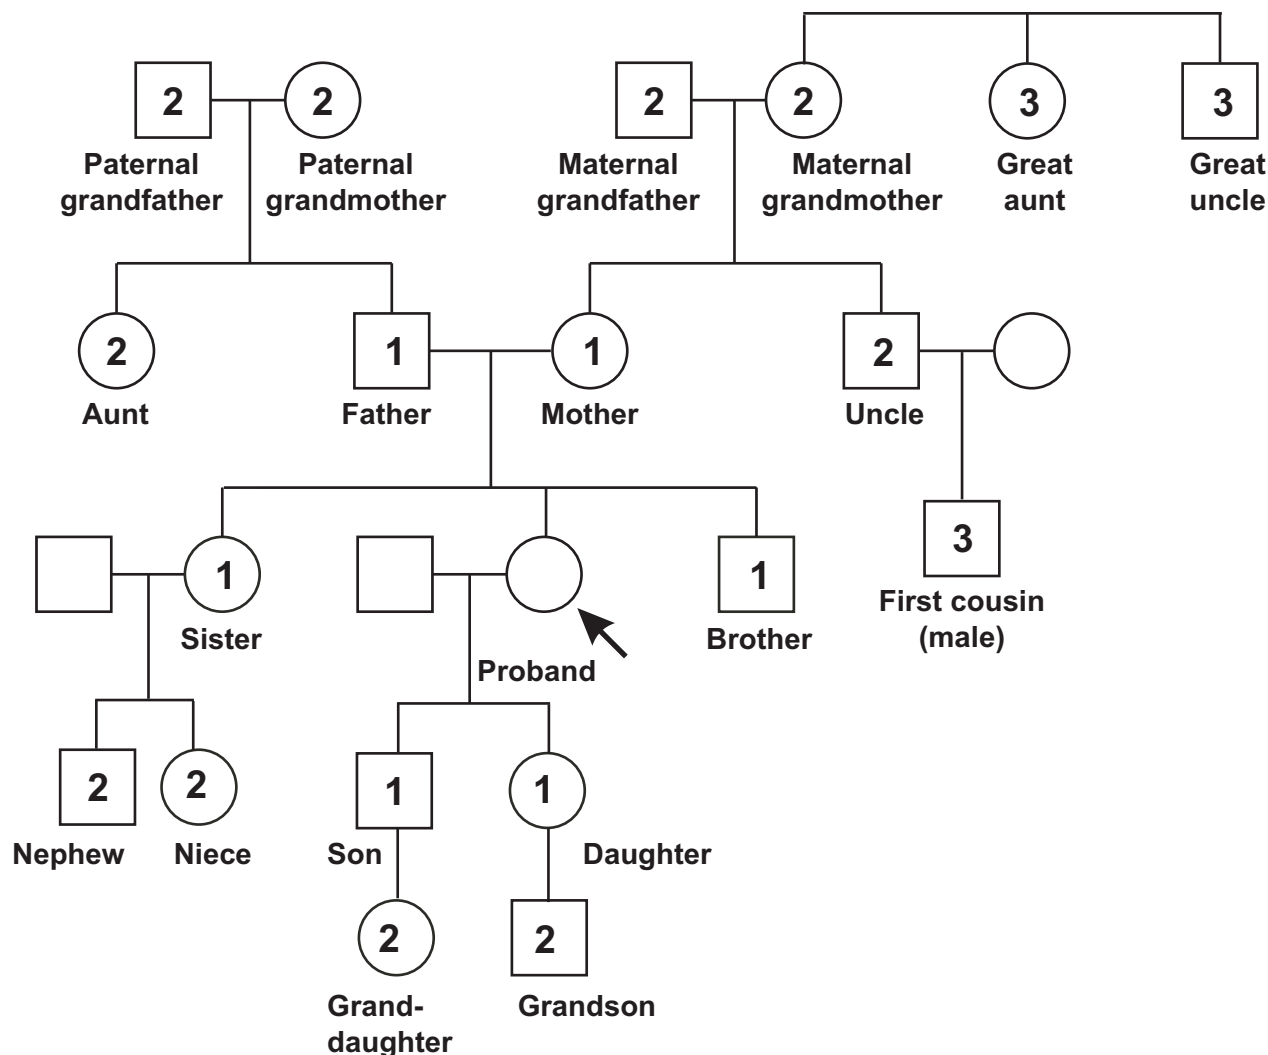 2
2
2
2
3
3
Paternal grandfather
Paternal grandmother
Maternal grandfather
Maternal grandmother
Great aunt
Great uncle
2
1
1
2
Aunt
Father
Mother
Uncle
1
1
3
Sister
Proband
Brother
First cousin
(male)
2
2
1
1
Nephew
Niece
Son
Daughter
2
2
Grand-
daughter
Grandson